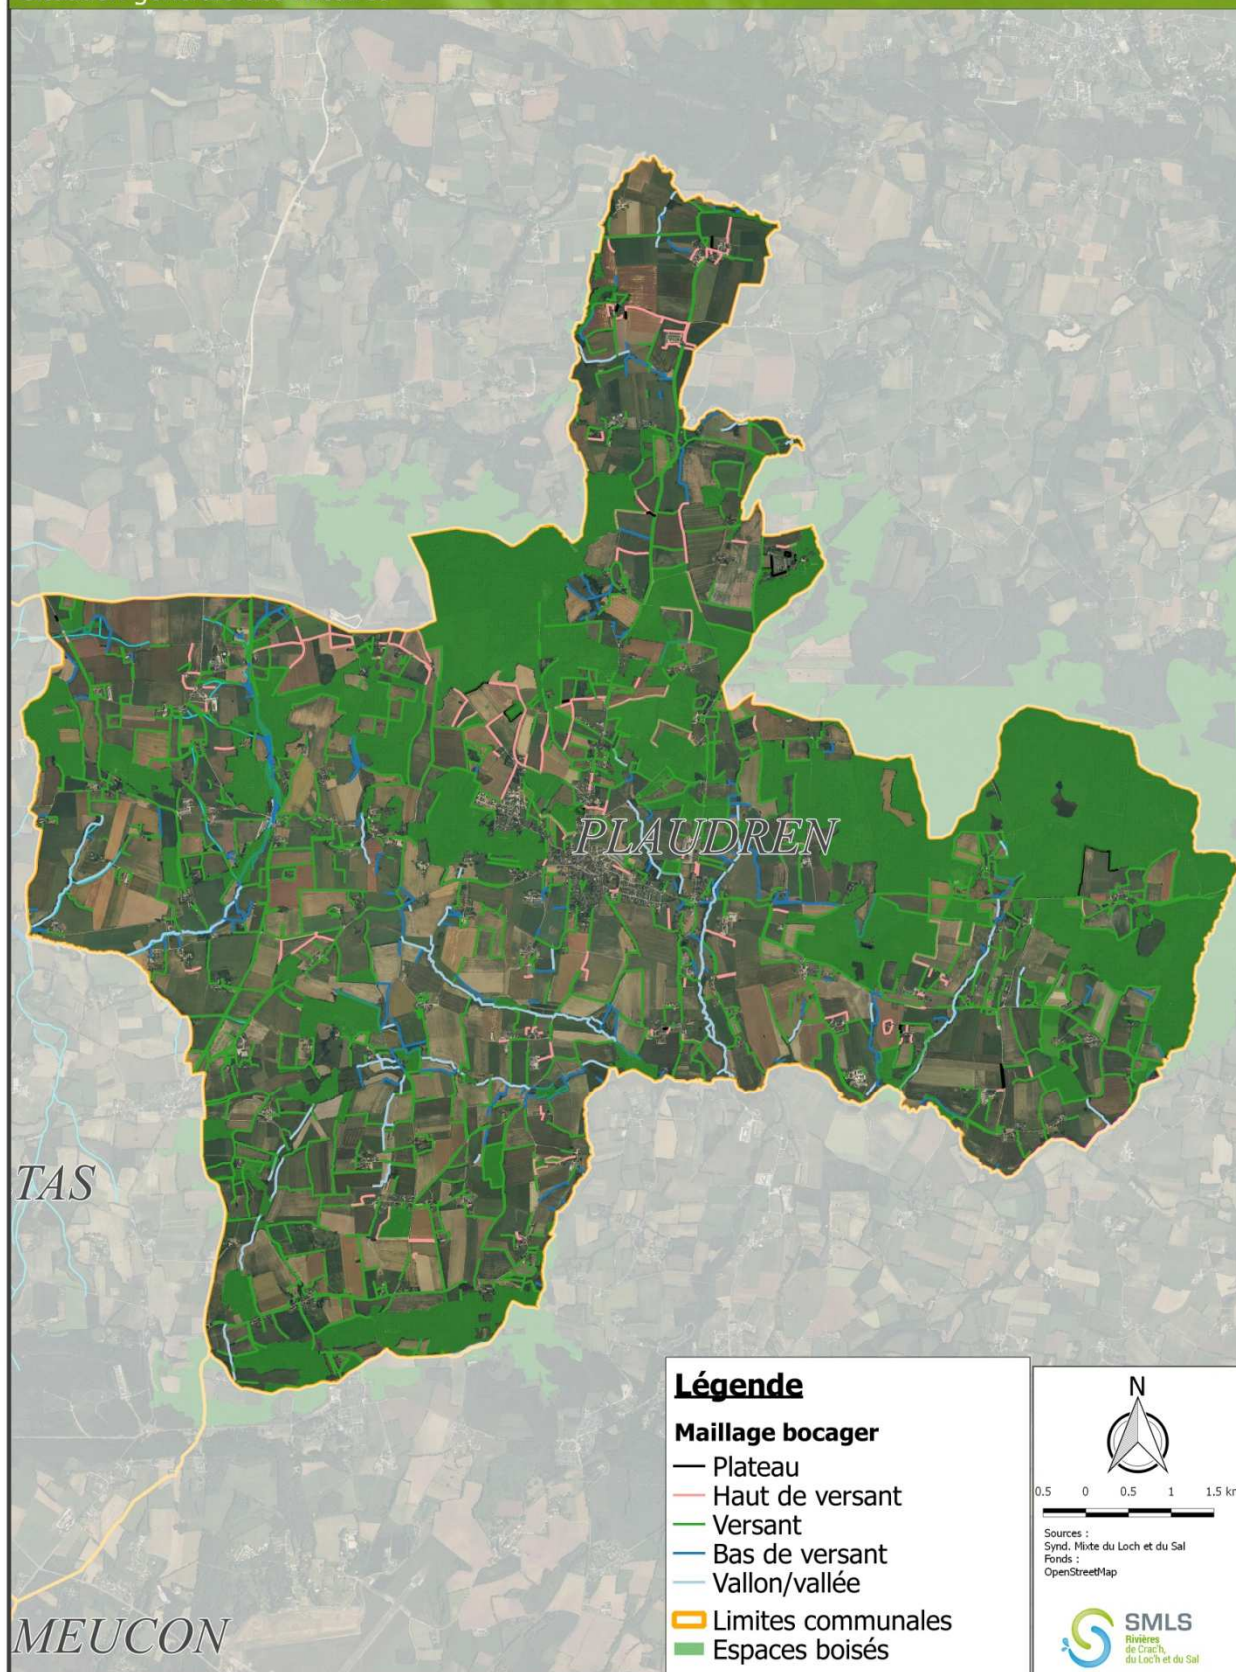 PLAUDREN
TAS
MEUCON
Légende
Maillage bocager
Plateau
Haut de versant
Versant
Bas de versant
Vallon/vallée
Limites communales
Espaces boisés
N
0.5 0 0.5 1 1.5 km
Sources :
Synd. Mixte du Loch et du Sal
Fonds :
OpenStreetMap
SMLS
Rivières
de Crac'h,
du Loc'h et du Sal